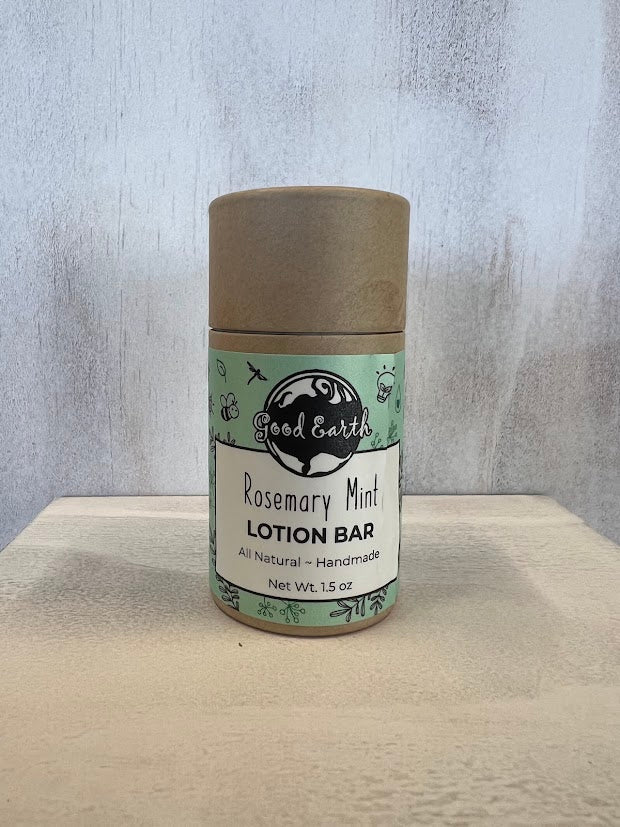 Good Earth
Rosemary Mint
LOTION BAR
All Natural ~ Handmade
Net Wt. 1.5 oz